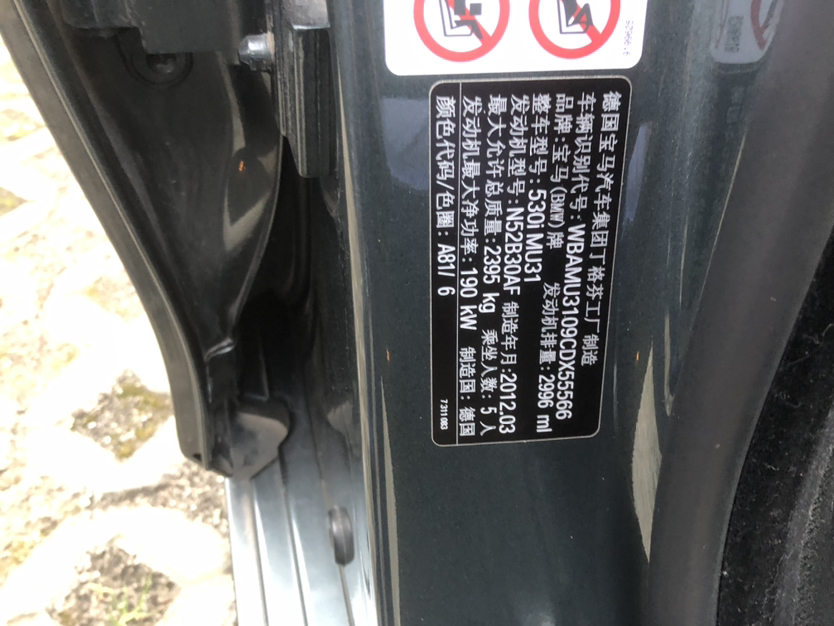 德国宝马汽车集团丁格芬工厂制造
车辆识别代号: WBAMU3109CDX55566
品牌: 宝马(BMW)牌 发动机排量: 2996 ml
整车型号: 530i MU31
发动机型号: N52B30AF 制造年月: 2012.03
最大允许总质量: 2395 kg 乘坐人数: 5 人
发动机最大净功率: 190 kW 制造国: 德国
颜色代码/色圈: A81/ 6
7 311 083